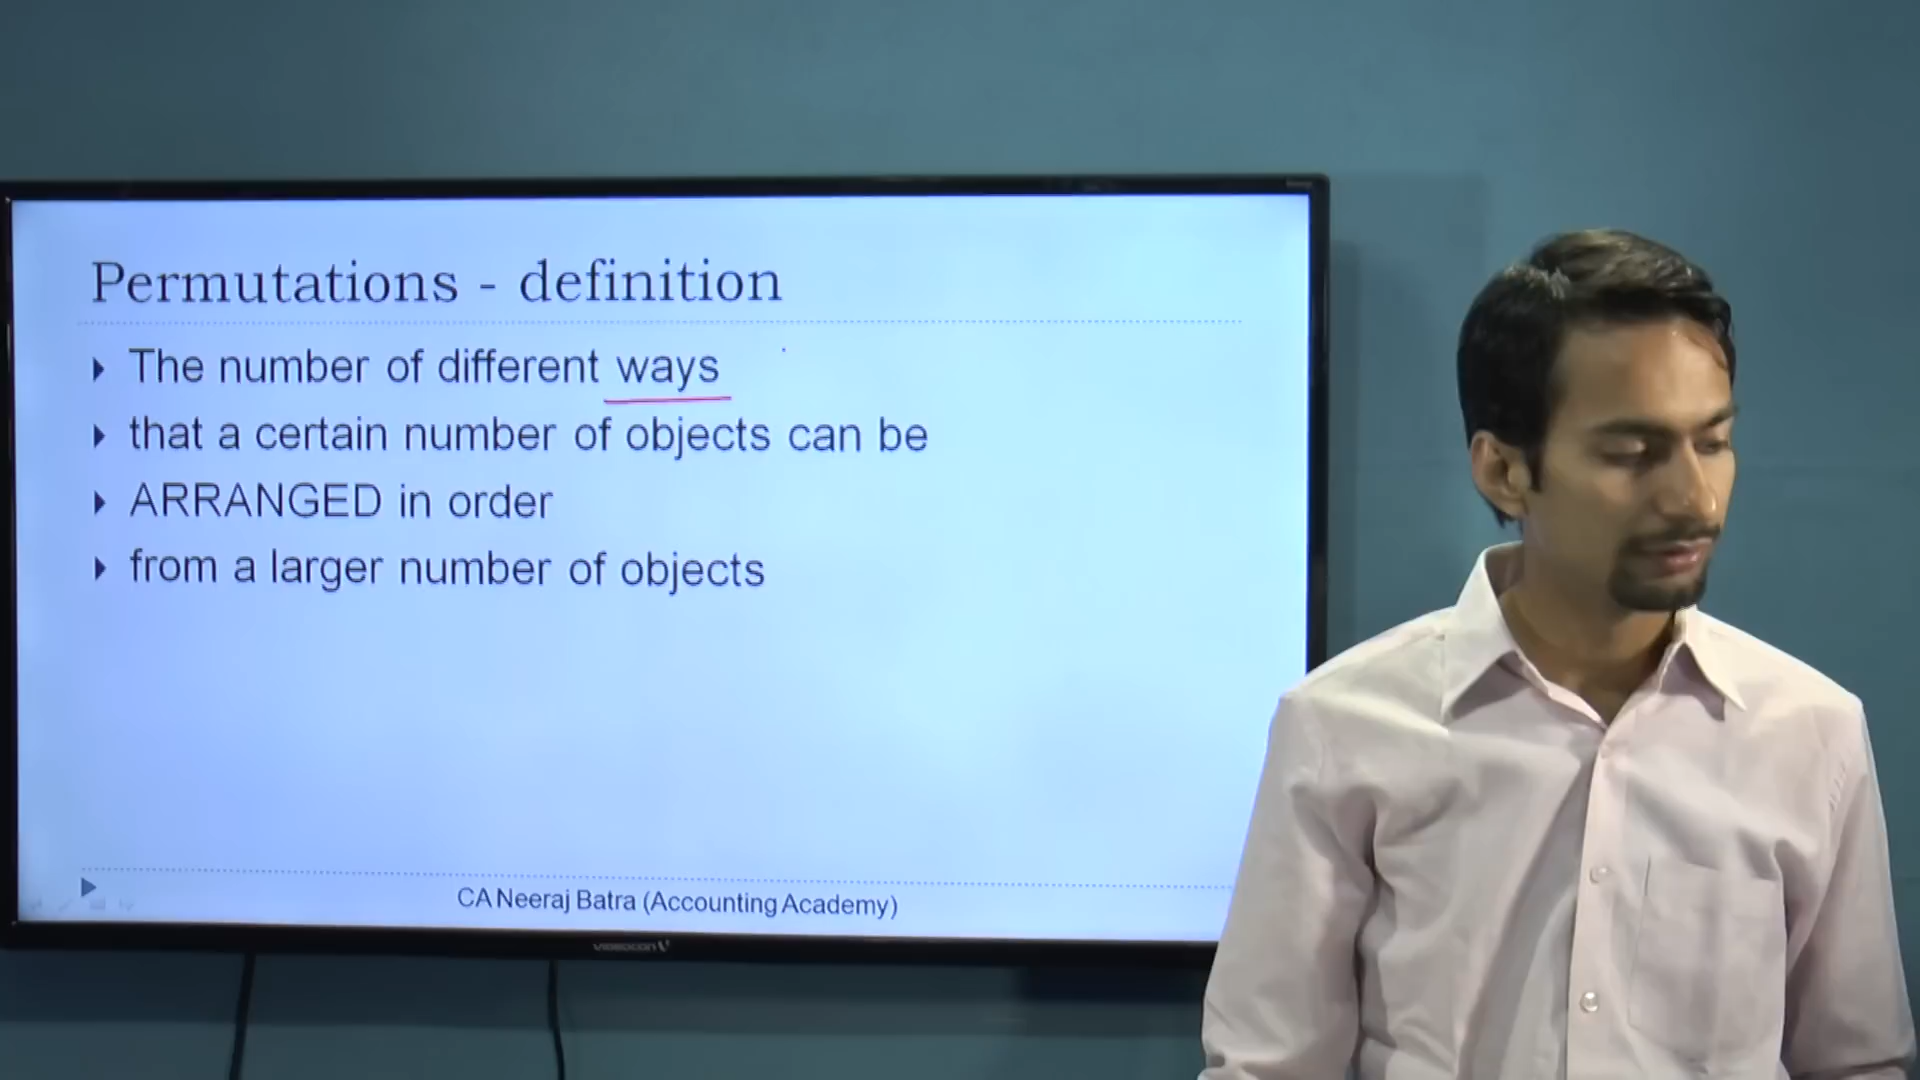 Permutations - definition
The number of different ways
that a certain number of objects can be
ARRANGED in order
from a larger number of objects
CA Neeraj Batra (Accounting Academy)
VIDEOCON